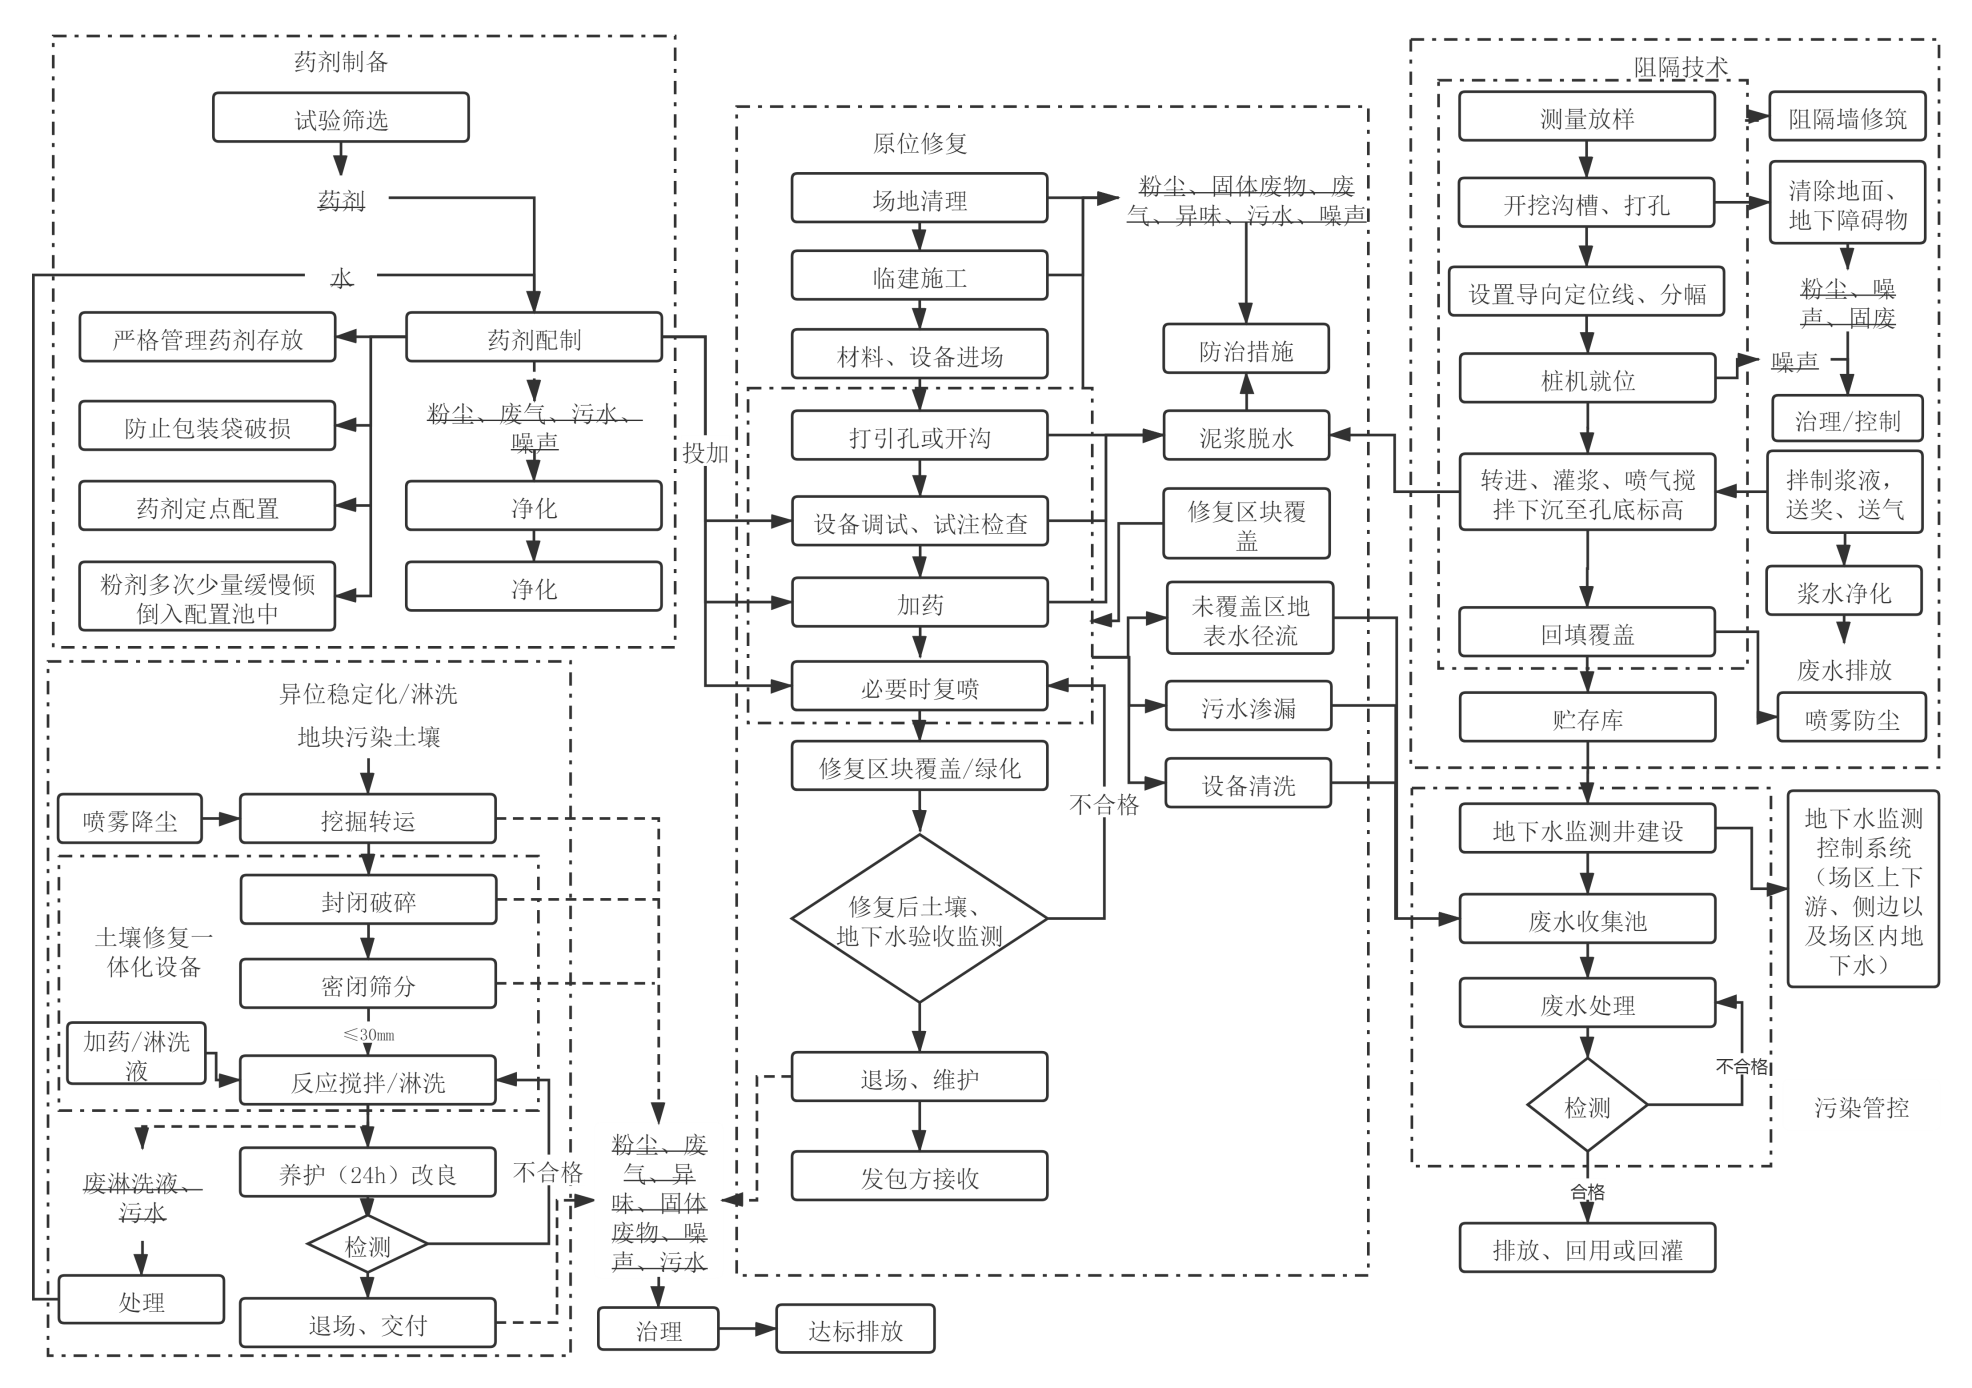 药剂制备
试验筛选
药剂
水
严格管理药剂存放
药剂配制
防止包装袋破损
粉尘、废气、污水、
噪声
药剂定点配置
净化
粉剂多次少量缓慢倾
倒入配置池中
净化
投加
异位稳定化/淋洗
地块污染土壤
喷雾降尘
挖掘转运
封闭破碎
土壤修复一
体化设备
密闭筛分
≤30mm
加药/淋洗
液
反应搅拌/淋洗
养护（24h）改良
不合格
废淋洗液、
污水
检测
处理
退场、交付
粉尘、废
气、异
味、固体
废物、噪
声、污水
治理
达标排放
原位修复
场地清理
粉尘、固体废物、废
气、异味、污水、噪声
临建施工
材料、设备进场
防治措施
打引孔或开沟
泥浆脱水
设备调试、试注检查
修复区块覆
盖
加药
未覆盖区地
表水径流
必要时复喷
污水渗漏
修复区块覆盖/绿化
设备清洗
不合格
修复后土壤、
地下水验收监测
退场、维护
发包方接收
阻隔技术
测量放样
阻隔墙修筑
开挖沟槽、打孔
清除地面、
地下障碍物
设置导向定位线、分幅
粉尘、噪
声、固废
桩机就位
噪声
治理/控制
转进、灌浆、喷气搅
拌下沉至孔底标高
拌制浆液，
送浆、送气
浆水净化
回填覆盖
废水排放
贮存库
喷雾防尘
地下水监测井建设
地下水监测
控制系统
（场区上下
游、侧边以
及场区内地
下水）
废水收集池
废水处理
不合格
检测
污染管控
合格
排放、回用或回灌